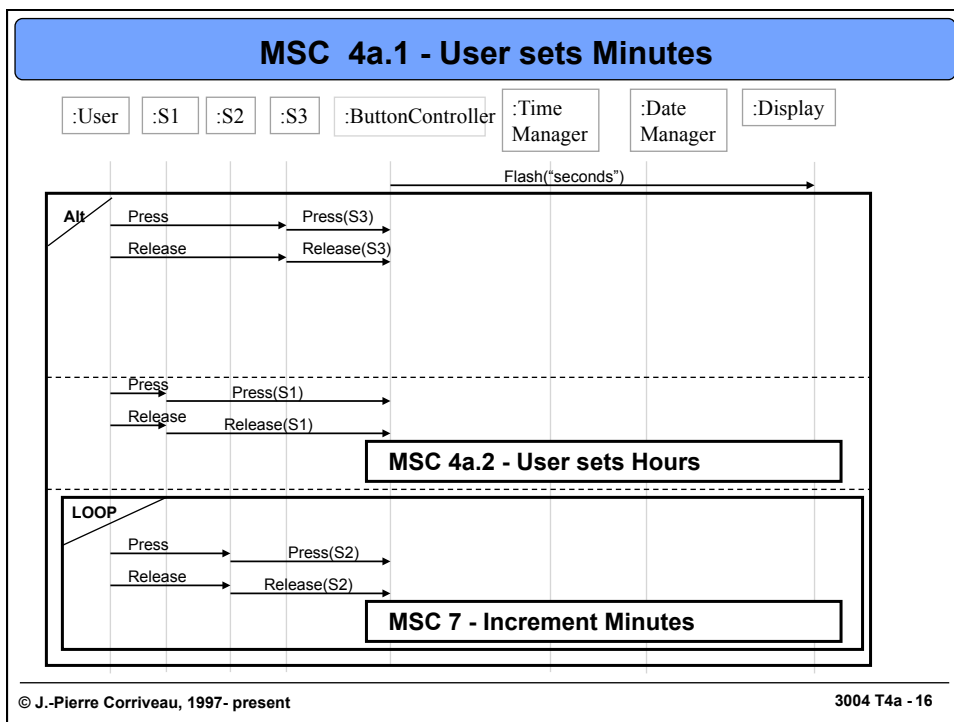 MSC 4a.1 - User sets Minutes
:User
:S1
:S2
:S3
:ButtonController
:Time
Manager
:Date
Manager
:Display
Flash(“seconds”)
Alt
Press
Press(S3)
Release
Release(S3)
Press
Press(S1)
Release
Release(S1)
MSC 4a.2 - User sets Hours
LOOP
Press
Press(S2)
Release
Release(S2)
MSC 7 - Increment Minutes
© J.-Pierre Corriveau, 1997- present
3004 T4a - 16